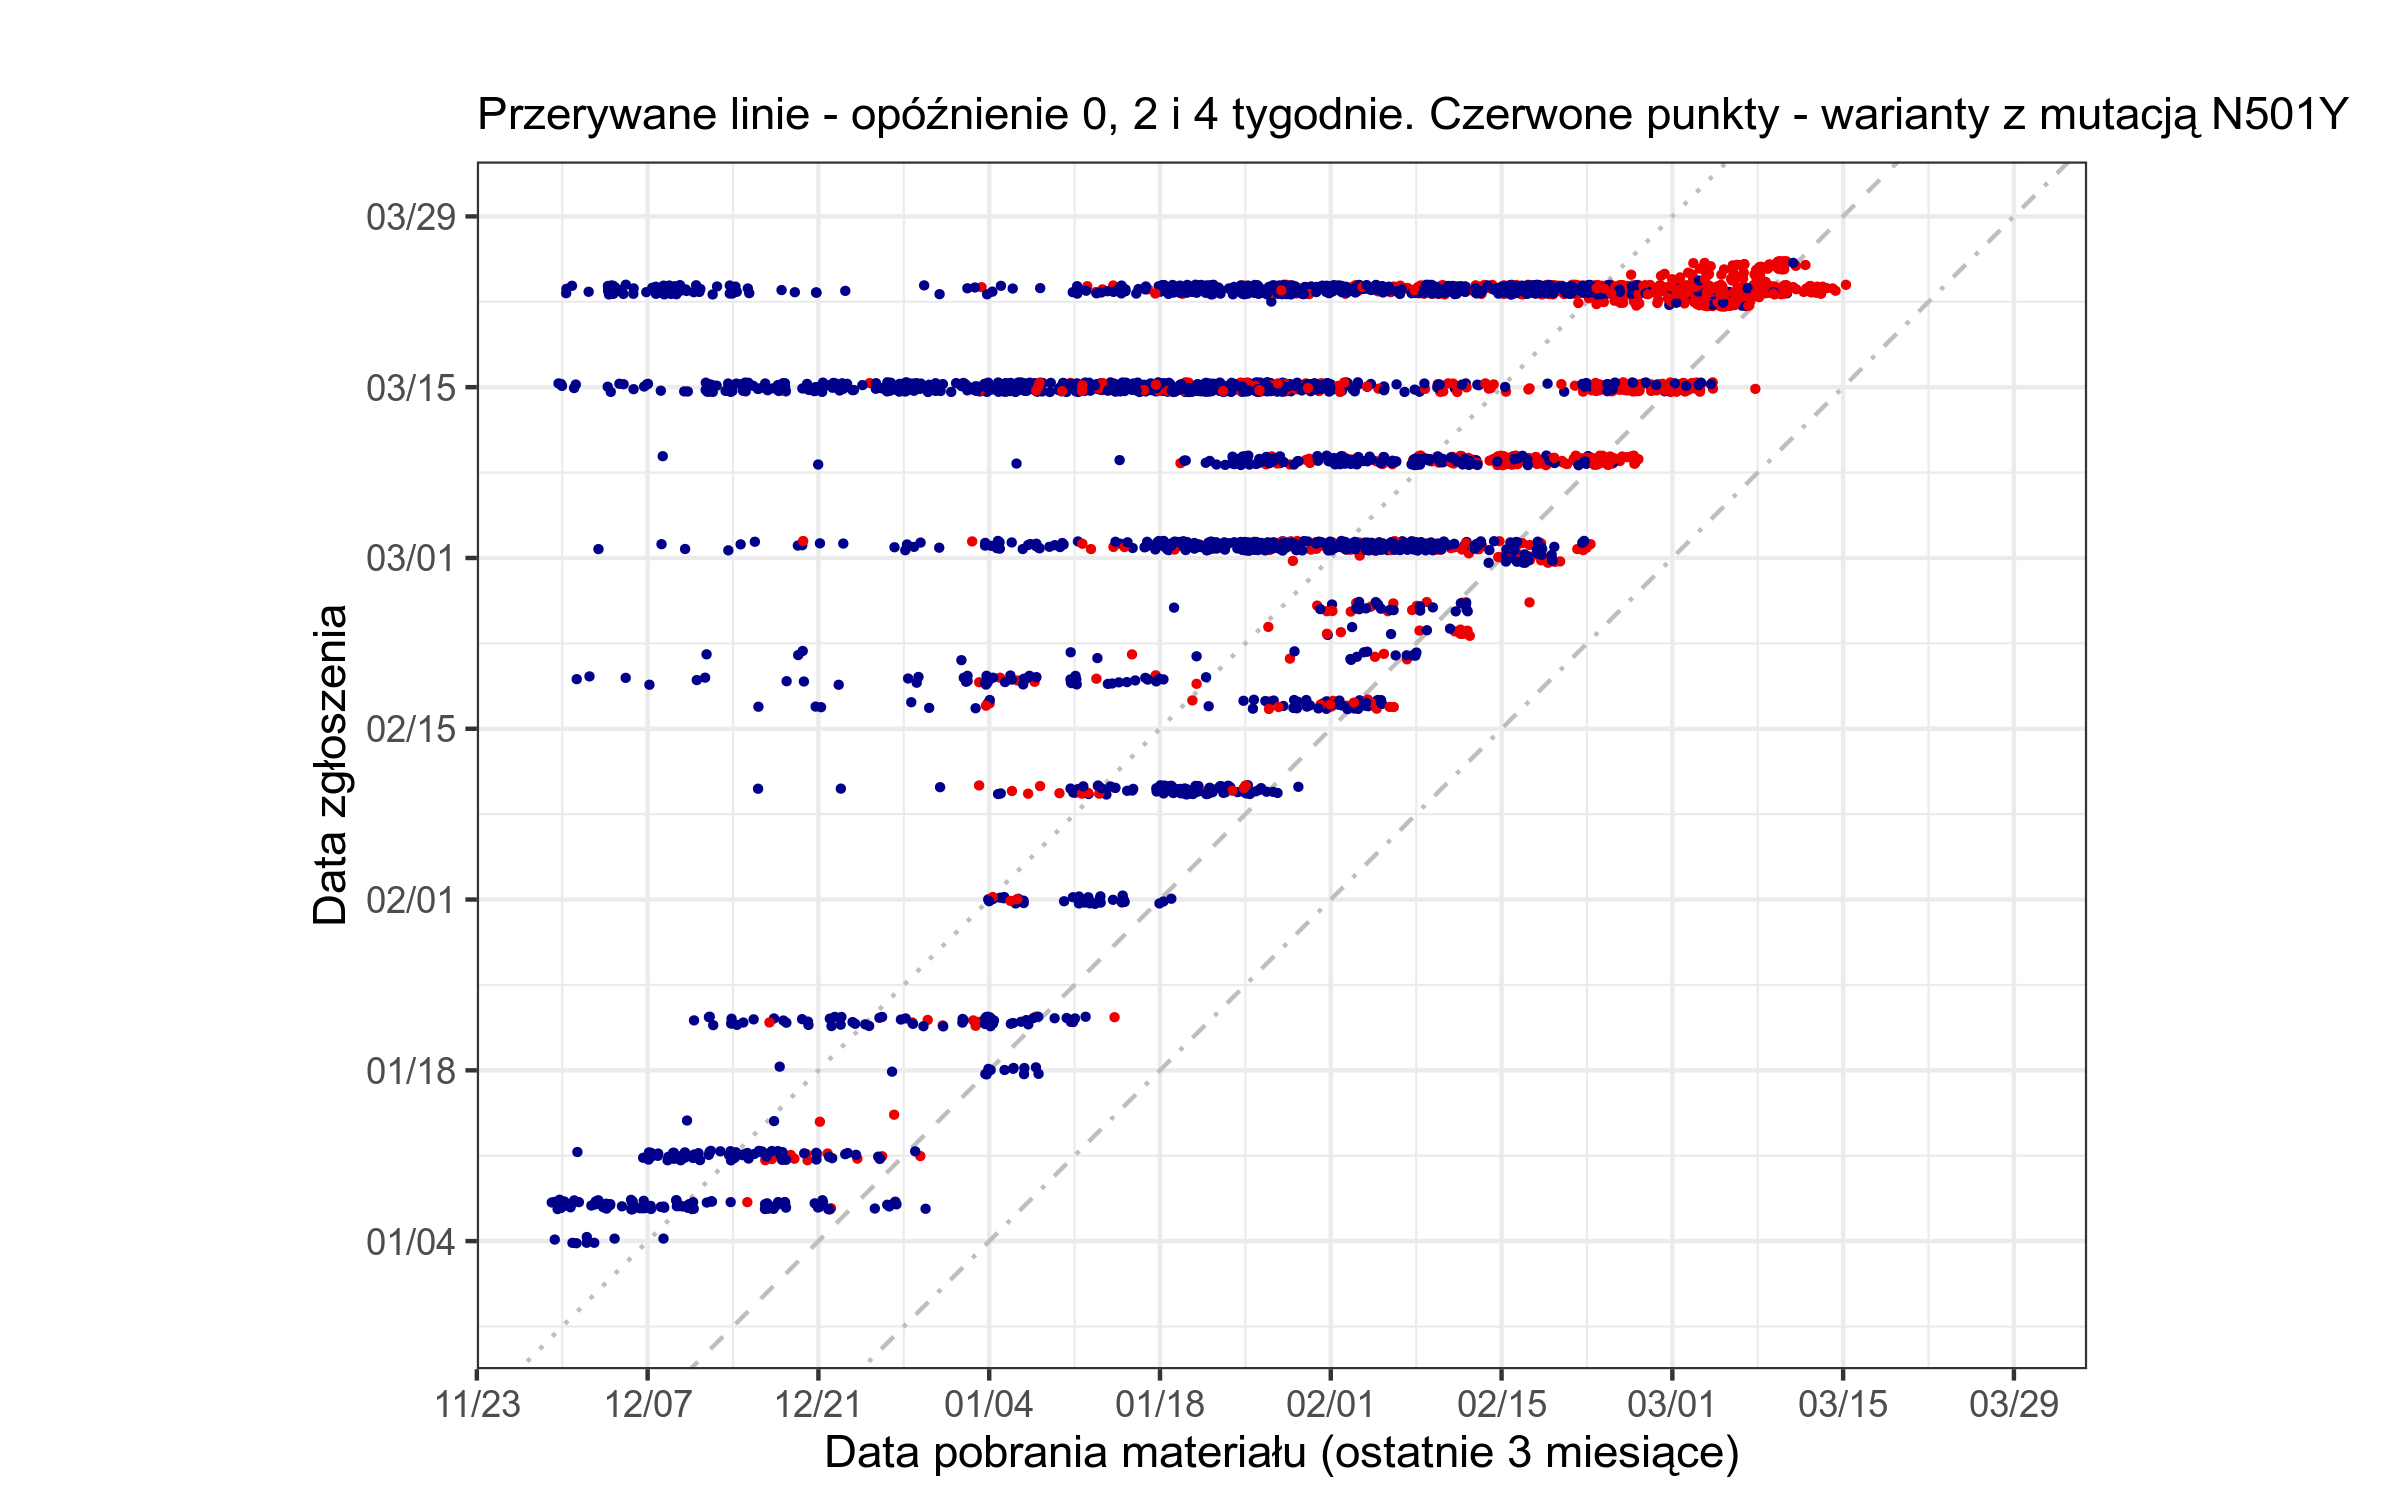 Przerywane linie - opóźnienie 0, 2 i 4 tygodnie. Czerwone punkty - warianty z mutacją N501Y
03/29
03/15
03/01
02/15
02/01
01/18
01/04
Data zgłoszenia
11/23 12/07 12/21 01/04 01/18 02/01 02/15 03/01 03/15 03/29
Data pobrania materiału (ostatnie 3 miesiące)